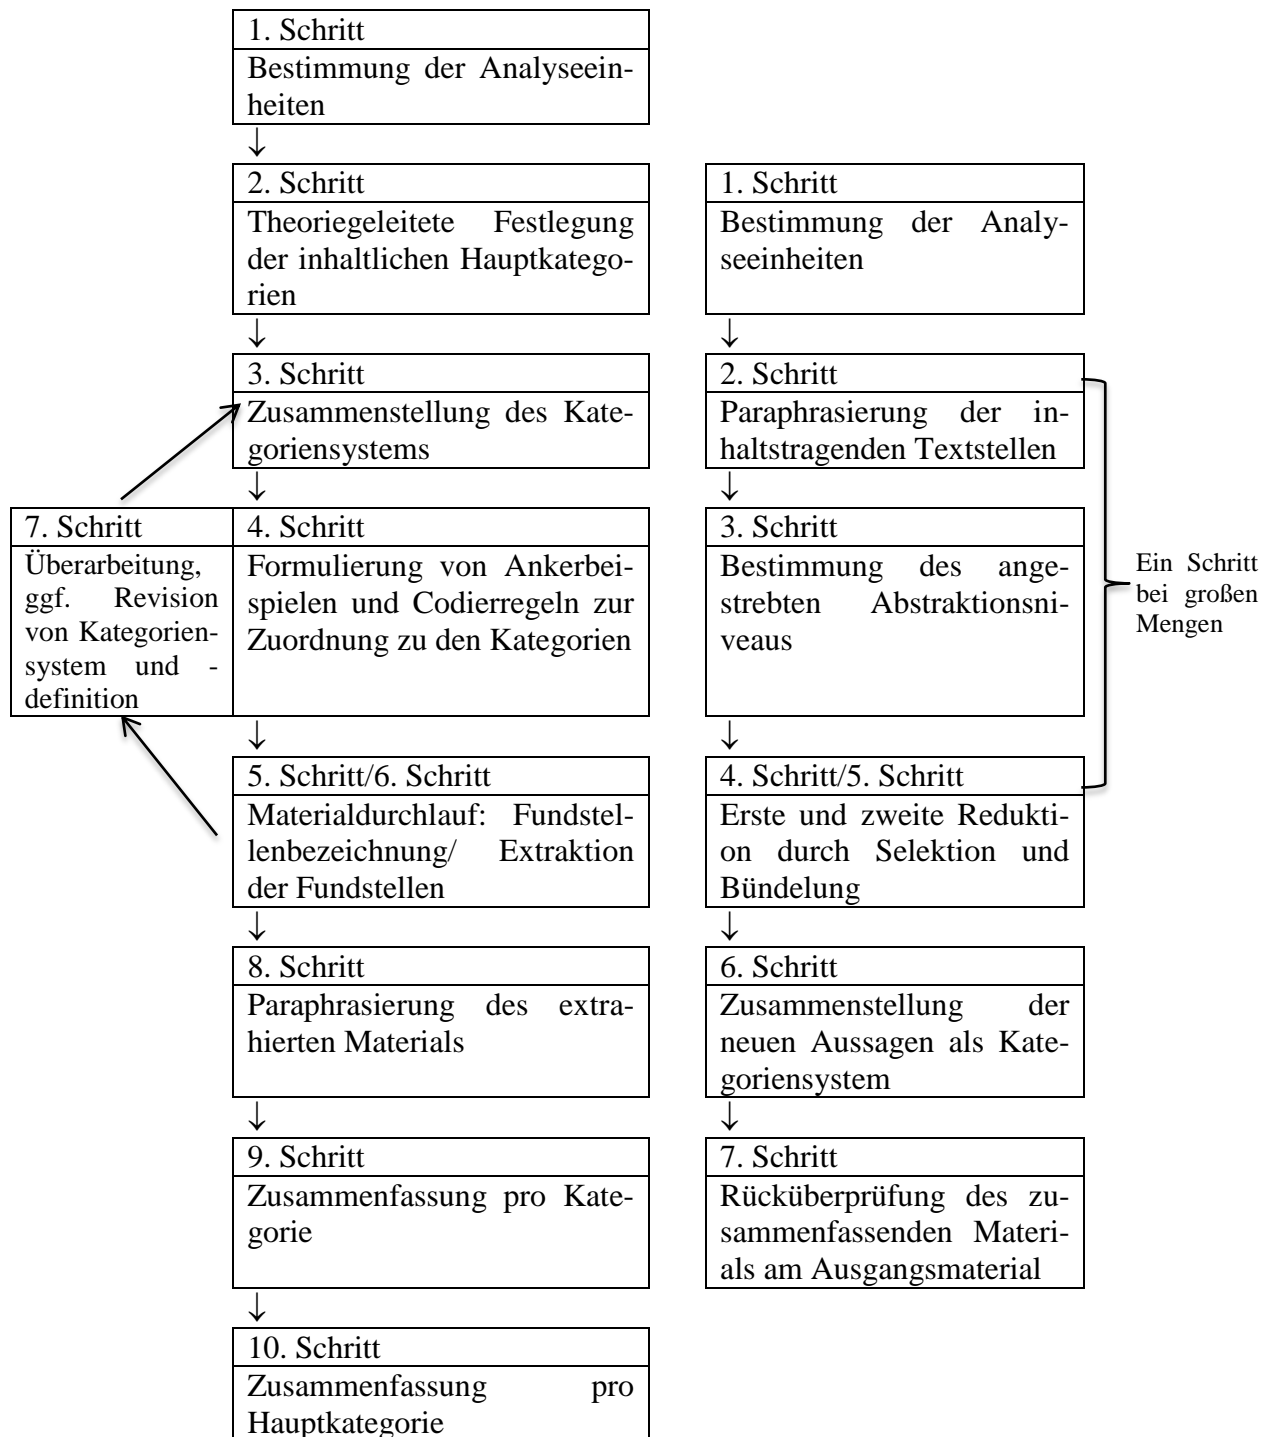 1. Schritt
Bestimmung der Analyseein-
heiten
↓
2. Schritt
Theoriegeleitete Festlegung
der inhaltlichen Hauptkatego-
rien
↓
3. Schritt
Zusammenstellung des Kate-
goriensystems
↓
7. Schritt
Überarbeitung,
ggf. Revision
von Kategorien-
system und -
definition
4. Schritt
Formulierung von Ankerbei-
spielen und Codierregeln zur
Zuordnung zu den Kategorien
↓
5. Schritt/6. Schritt
Materialdurchlauf: Fundstel-
lenbezeichnung/ Extraktion
der Fundstellen
↓
8. Schritt
Paraphrasierung des extra-
hierten Materials
↓
9. Schritt
Zusammenfassung pro Kate-
gorie
↓
10. Schritt
Zusammenfassung pro
Hauptkategorie
1. Schritt
Bestimmung der Analy-
seeinheiten
↓
2. Schritt
Paraphrasierung der in-
haltstragenden Textstellen
↓
3. Schritt
Bestimmung des ange-
strebten Abstraktionsni-
veaus
↓
4. Schritt/5. Schritt
Erste und zweite Redukti-
on durch Selektion und
Bündelung
↓
6. Schritt
Zusammenstellung der
neuen Aussagen als Kate-
goriensystem
↓
7. Schritt
Rücküberprüfung des zu-
sammenfassenden Materi-
als am Ausgangsmaterial
Ein Schritt
bei großen
Mengen